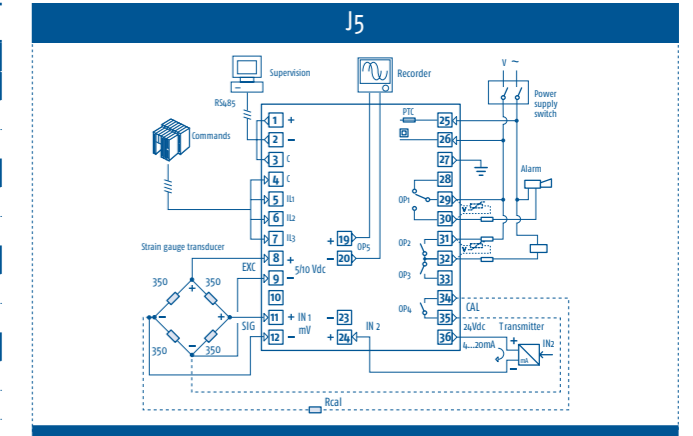 J5
V ~
Supervision
Recorder
Power
supply
switch
RS485
PTC
1 +
25
Commands
2 −
26
3 C
27
4 C
28
Alarm
5 IL1
OP1
29
v
6 IL2
30
7 IL3
+ 19
OP5
OP2
31
v
Strain gauge transducer
8 +
− 20
32
EXC
5/10 Vdc
9 −
OP3
33
350
350
10
34
+
CAL
11 + IN 1
− 23
IN 2
OP4
35
− +
SIG
mV
24Vdc
Transmitter
12 −
+ 24
36
+
IN2
350
− 350
4...20mA
mA
−
Rcal